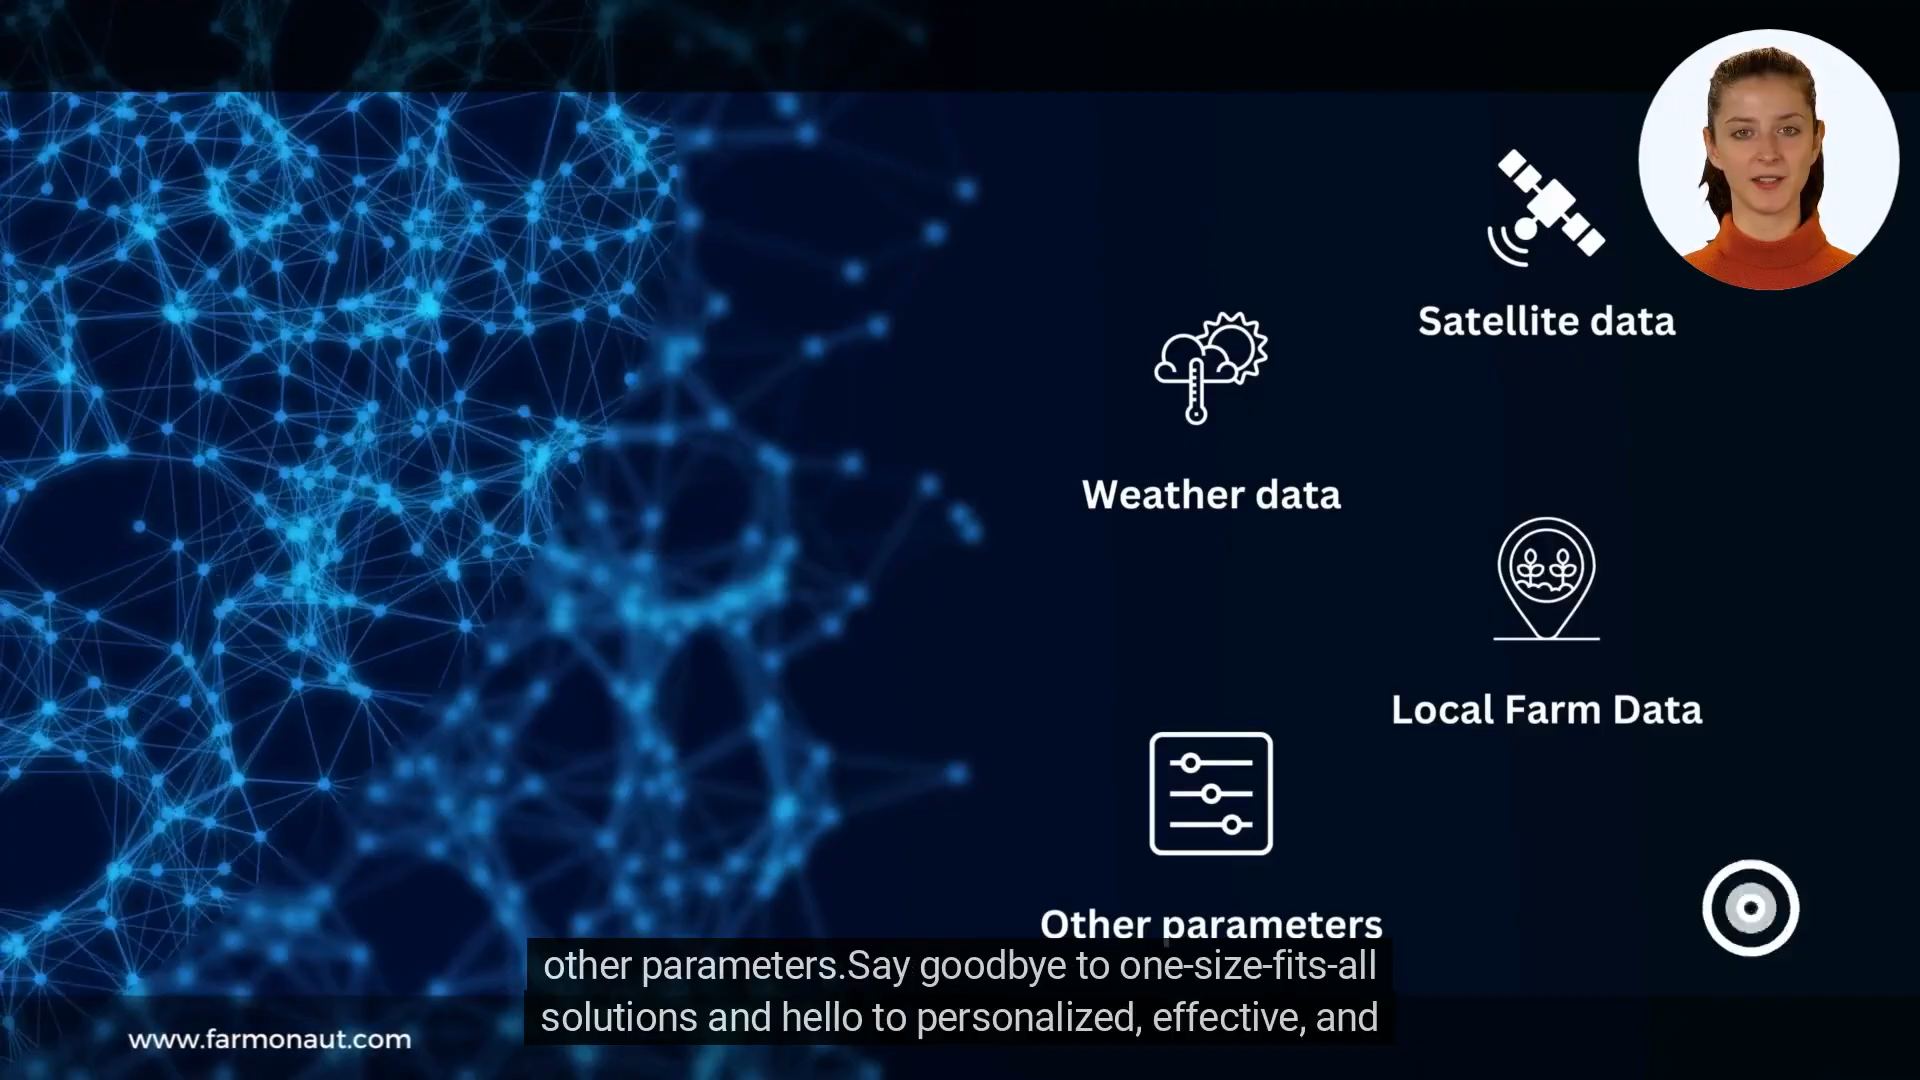 Satellite data
Weather data
Local Farm Data
Other parameters
other parameters.Say goodbye to one-size-fits-all
solutions and hello to personalized, effective, and
www.farmonaut.com